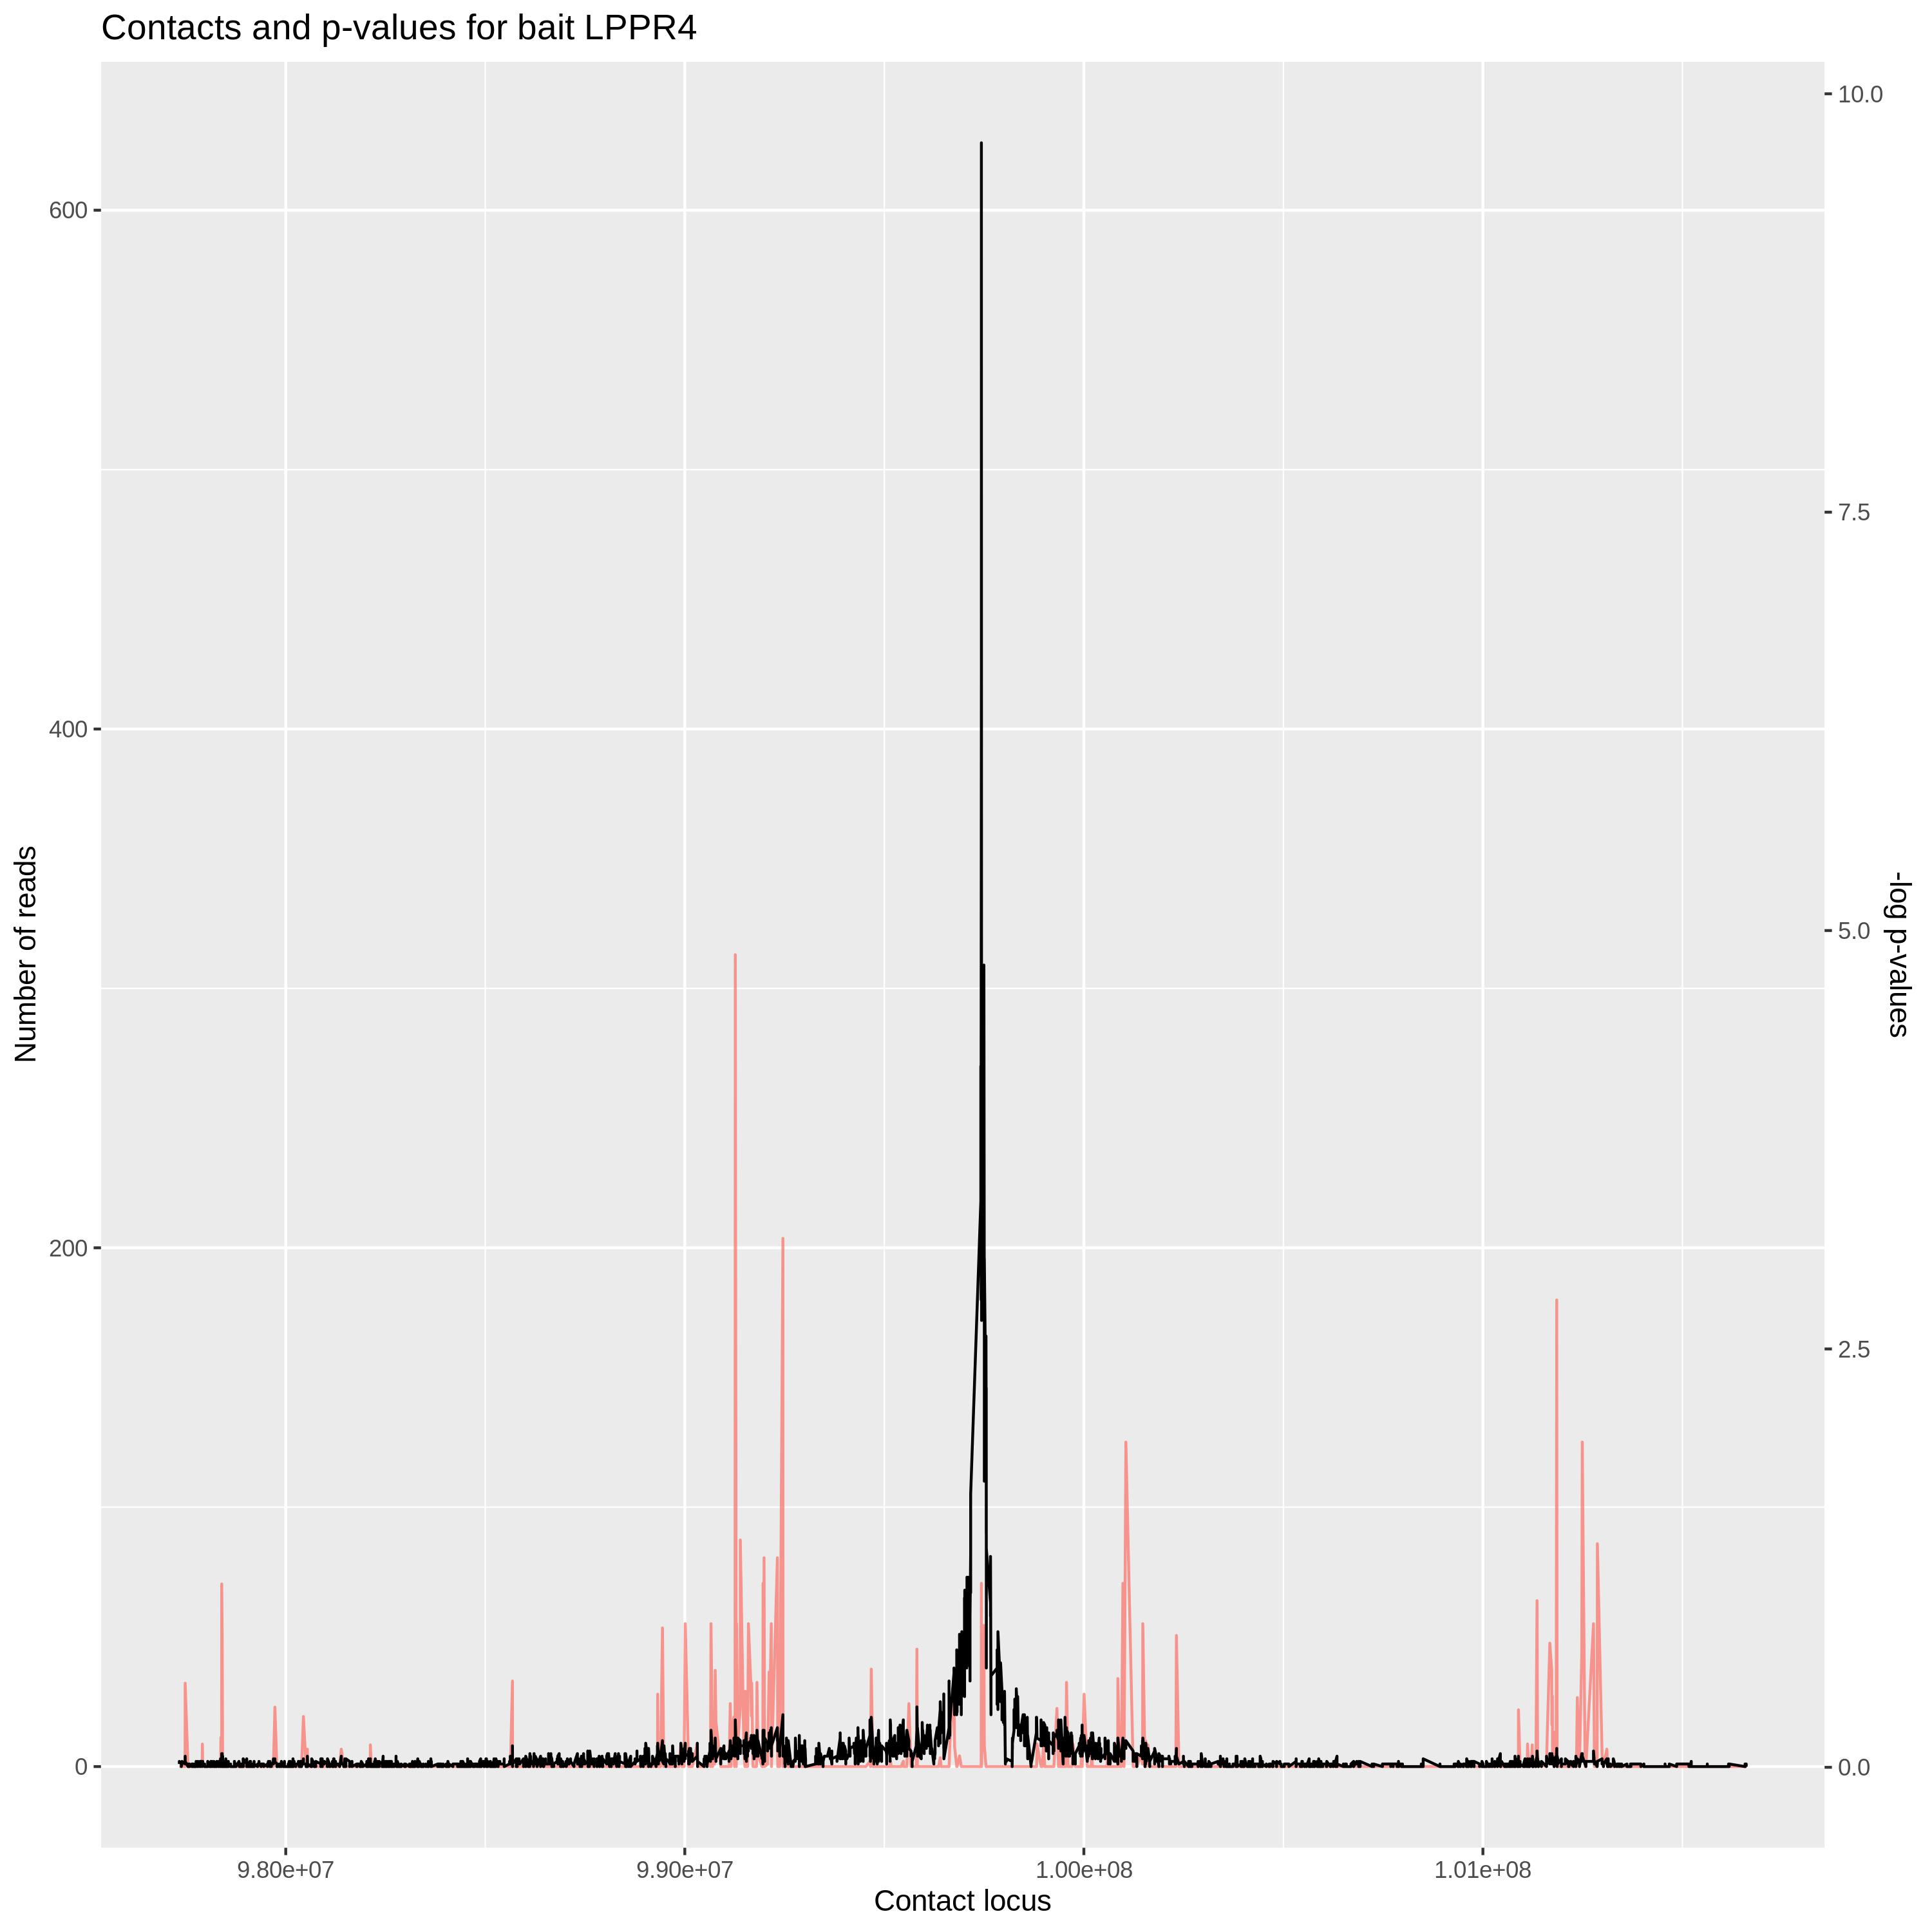 Contacts and p-values for bait LPPR4
10.0
600
7.5
400
5.0
Number of reads
-log p-values
200
2.5
0
0.0
9.80e+07 9.90e+07 1.00e+08 1.01e+08
Contact locus